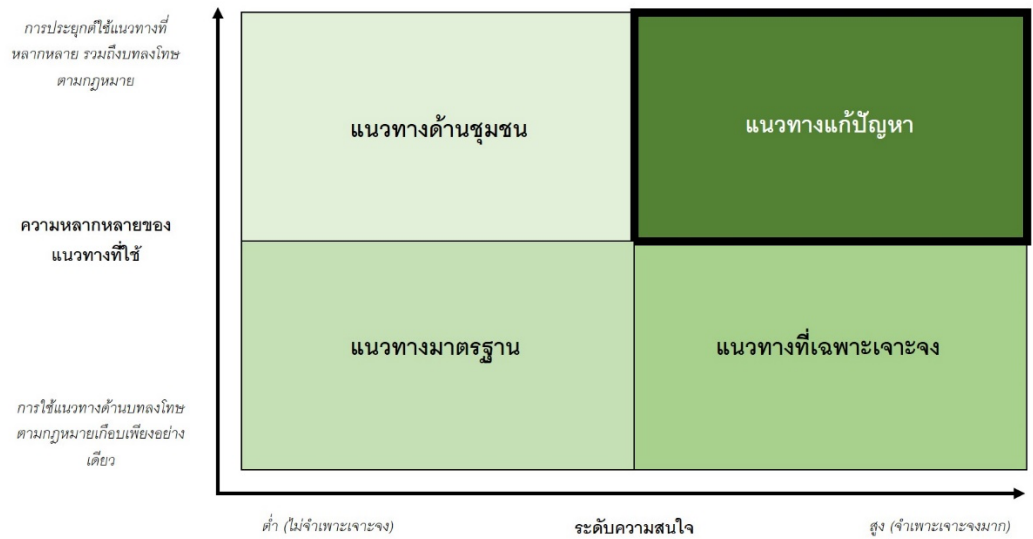 การประยุกต์ใช้แนวทางที่
หลากหลาย รวมถึงบทลงโทษ
ตามกฎหมาย
แนวทางด้านชุมชน
แนวทางแก้ปัญหา
ความหลากหลายของ
แนวทางที่ใช้
แนวทางมาตรฐาน
แนวทางที่เฉพาะเจาะจง
การใช้แนวทางด้านบทลงโทษ
ตามกฎหมายเกือบเพียงอย่าง
เดียว
ต่ำ (ไม่จำเพาะเจาะจง)
ระดับความสนใจ
สูง (จำเพาะเจาะจงมาก)